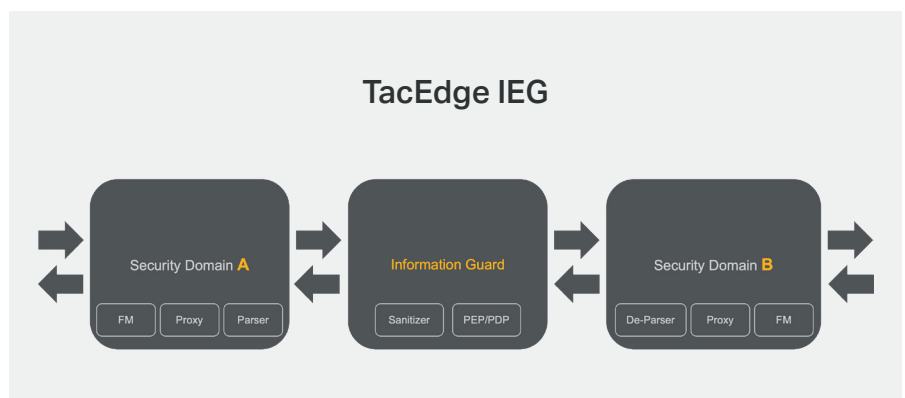 TacEdge IEG
Security Domain A
Information Guard
Security Domain B
FM
Proxy
Parser
Sanitizer
PEP/PDP
De-Parser
Proxy
FM